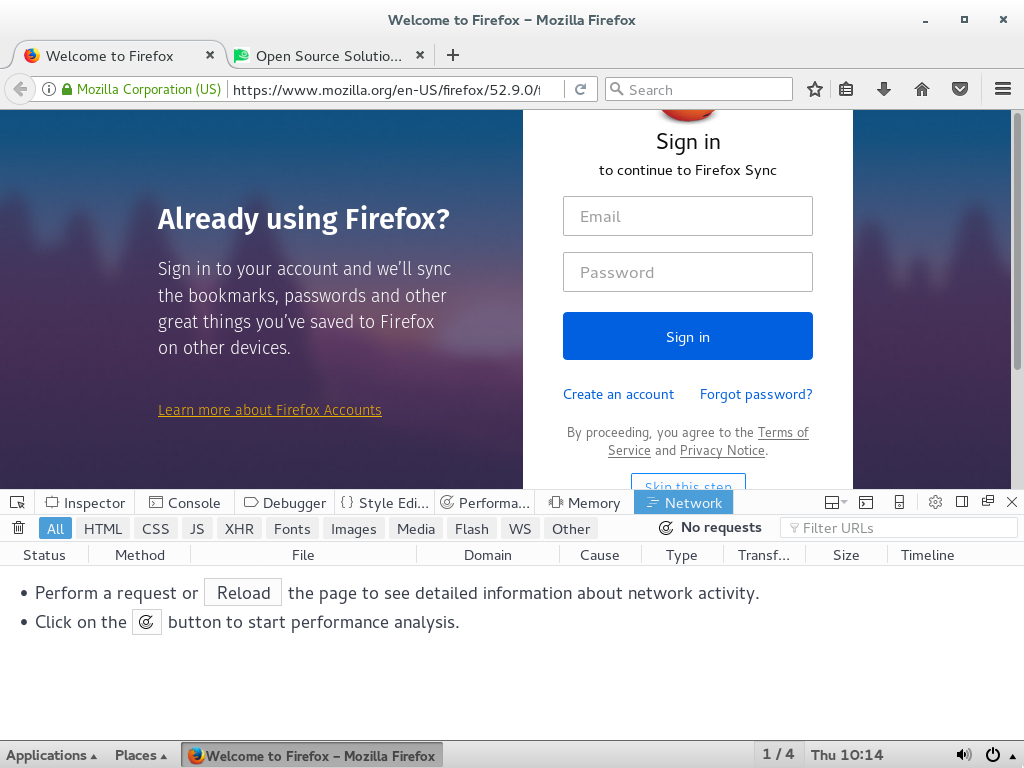 Welcome to Firefox – Mozilla Firefox
Welcome to Firefox
Open Source Solutio...
Mozilla Corporation (US)
https://www.mozilla.org/en-US/firefox/52.9.0/f
Search
Already using Firefox?
Sign in to your account and we’ll sync
the bookmarks, passwords and other
great things you’ve saved to Firefox
on other devices.
Learn more about Firefox Accounts
Sign in
to continue to Firefox Sync
Email
Password
Sign in
Create an account Forgot password?
By proceeding, you agree to the Terms of
Service and Privacy Notice.
Skip this step
Inspector Console Debugger Style Edi... Performa... Memory Network
All HTML CSS JS XHR Fonts Images Media Flash WS Other No requests Filter URLs
Status Method File Domain Cause Type Transf... Size Timeline
• Perform a request or Reload the page to see detailed information about network activity.
• Click on the button to start performance analysis.
Applications Places Welcome to Firefox – Mozilla Firefox 1 / 4 Thu 10:14